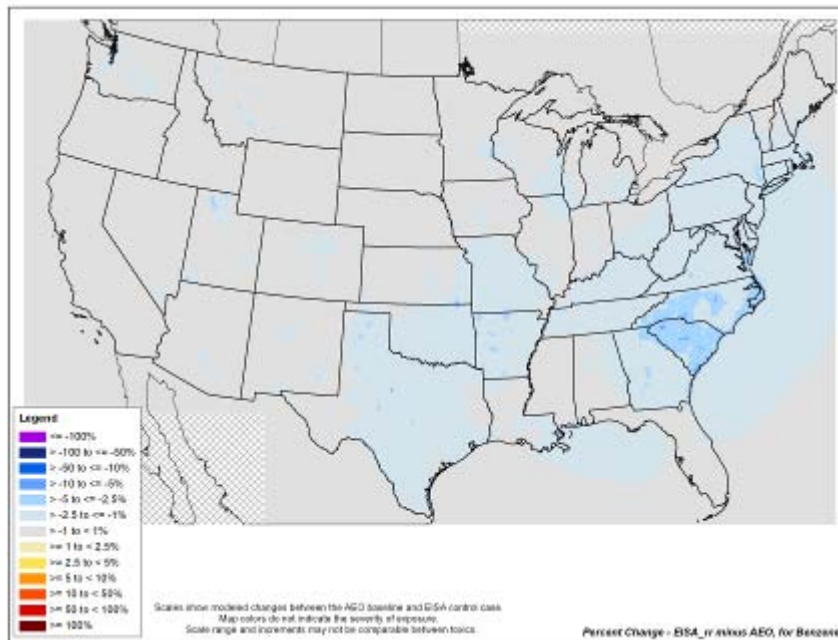 Legend
<= -100%
> -100 to <= -50%
> -50 to <= -10%
> -10 to <= -5%
> -5 to <= -2.5%
> -2.5 to <= -1%
> -1 to < 1%
>= 1 to < 2.5%
>= 2.5 to < 5%
>= 5 to < 10%
>= 10 to < 50%
>= 50 to < 100%
>= 100%
Scales show modeled changes between the AEO baseline and EISA control case.
Map colors do not indicate the severity of exposure.
Scale range and increments may not be comparable between toxics.
Percent Change - EISA_vr minus AEO, for Benzene